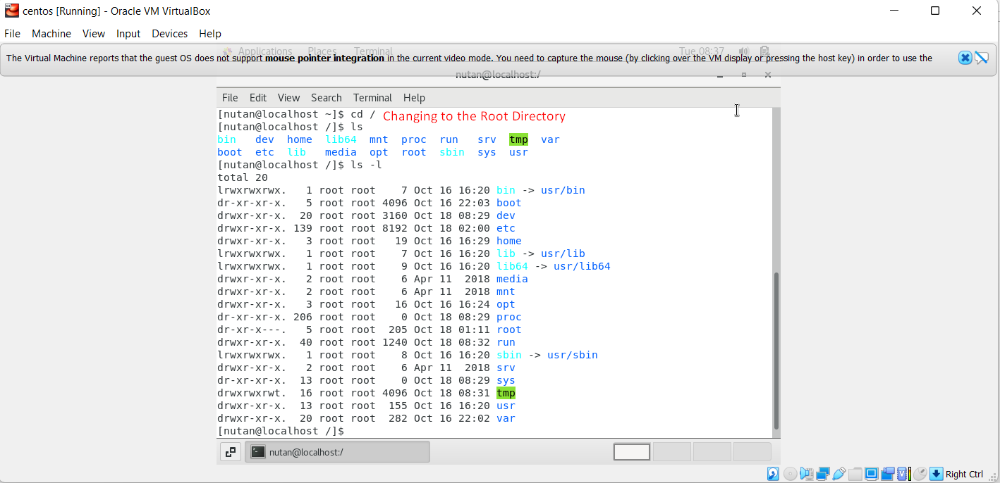 centos [Running] - Oracle VM VirtualBox
File Machine View Input Devices Help
Applications Places Terminal Tue 08:37
The Virtual Machine reports that the guest OS does not support mouse pointer integration in the current video mode. You need to capture the mouse (by clicking over the VM display or pressing the host key) in order to use the
nutan@localhost:/
File Edit View Search Terminal Help
[nutan@localhost ~]$ cd / Changing to the Root Directory
[nutan@localhost /]$ ls
bin dev home lib64 mnt proc run srv tmp var
boot etc lib media opt root sbin sys usr
[nutan@localhost /]$ ls -l
total 20
lrwxrwxrwx. 1 root root 7 Oct 16 16:20 bin -> usr/bin
dr-xr-xr-x. 5 root root 4096 Oct 16 22:03 boot
drwxr-xr-x. 20 root root 3160 Oct 18 08:29 dev
drwxr-xr-x. 139 root root 8192 Oct 18 02:00 etc
drwxr-xr-x. 3 root root 19 Oct 16 16:29 home
lrwxrwxrwx. 1 root root 7 Oct 16 16:20 lib -> usr/lib
lrwxrwxrwx. 1 root root 9 Oct 16 16:20 lib64 -> usr/lib64
drwxr-xr-x. 2 root root 6 Apr 11 2018 media
drwxr-xr-x. 2 root root 6 Apr 11 2018 mnt
drwxr-xr-x. 3 root root 16 Oct 16 16:24 opt
dr-xr-xr-x. 206 root root 0 Oct 18 08:29 proc
dr-xr-x---. 5 root root 205 Oct 18 01:11 root
drwxr-xr-x. 40 root root 1240 Oct 18 08:32 run
lrwxrwxrwx. 1 root root 8 Oct 16 16:20 sbin -> usr/sbin
drwxr-xr-x. 2 root root 6 Apr 11 2018 srv
dr-xr-xr-x. 13 root root 0 Oct 18 08:29 sys
drwxrwxrwt. 16 root root 4096 Oct 18 08:31 tmp
drwxr-xr-x. 13 root root 155 Oct 16 16:20 usr
drwxr-xr-x. 20 root root 282 Oct 16 22:02 var
[nutan@localhost /]$
nutan@localhost:/
Right Ctrl